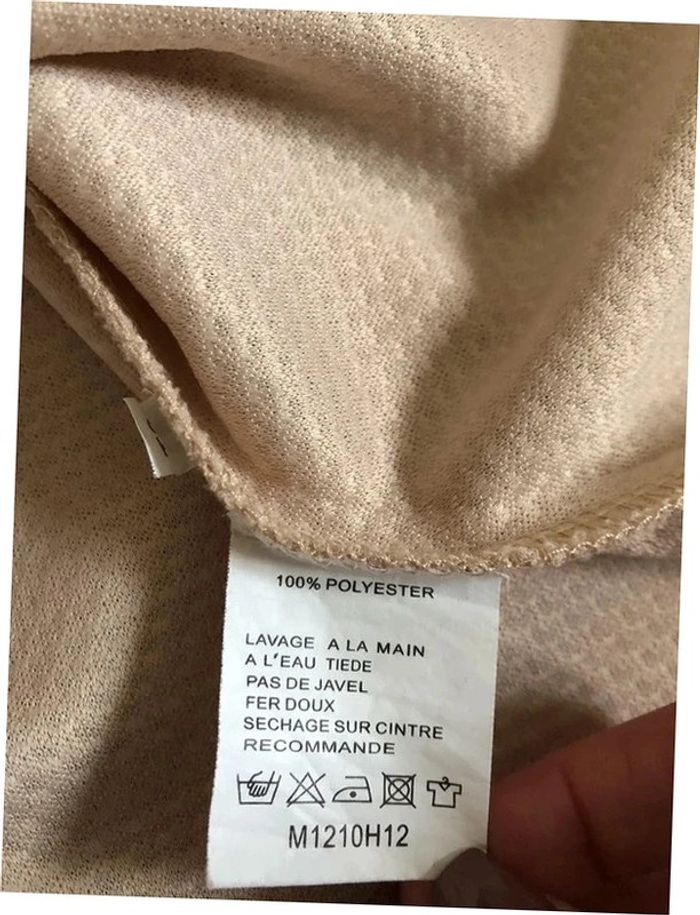 100% POLYESTER
LAVAGE A LA MAIN
A L'EAU TIEDE
PAS DE JAVEL
FER DOUX
SECHAGE SUR CINTRE
RECOMMANDE
M1210H12